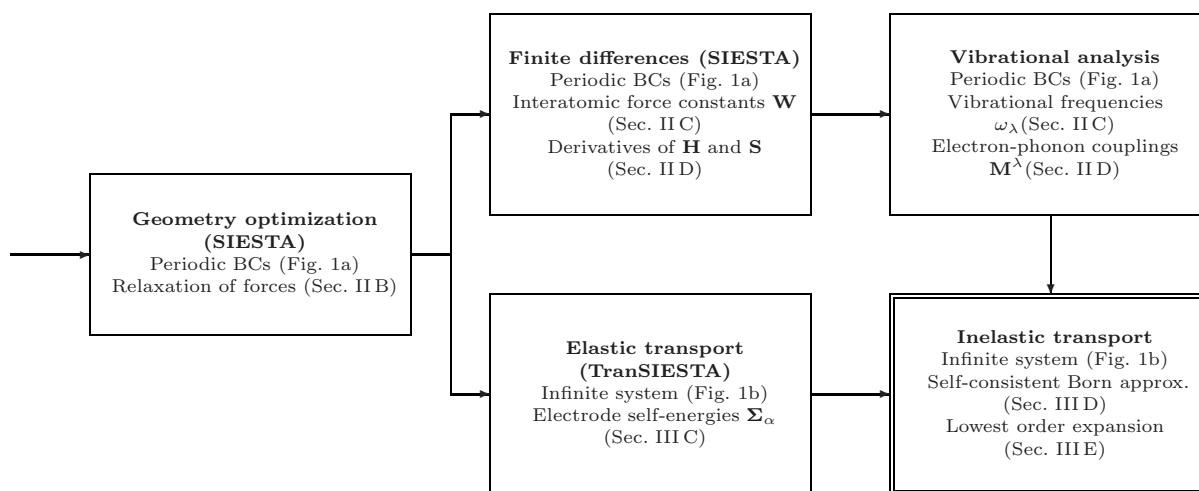 Geometry optimization
(SIESTA)
Periodic BCs (Fig. 1a)
Relaxation of forces (Sec. II B)
Finite differences (SIESTA)
Periodic BCs (Fig. 1a)
Interatomic force constants W
(Sec. II C)
Derivatives of H and S
(Sec. II D)
Vibrational analysis
Periodic BCs (Fig. 1a)
Vibrational frequencies
ω_λ(Sec. II C)
Electron-phonon couplings
M^λ(Sec. II D)
Elastic transport
(TranSIESTA)
Infinite system (Fig. 1b)
Electrode self-energies Σ_α
(Sec. III C)
Inelastic transport
Infinite system (Fig. 1b)
Self-consistent Born approx.
(Sec. III D)
Lowest order expansion
(Sec. III E)